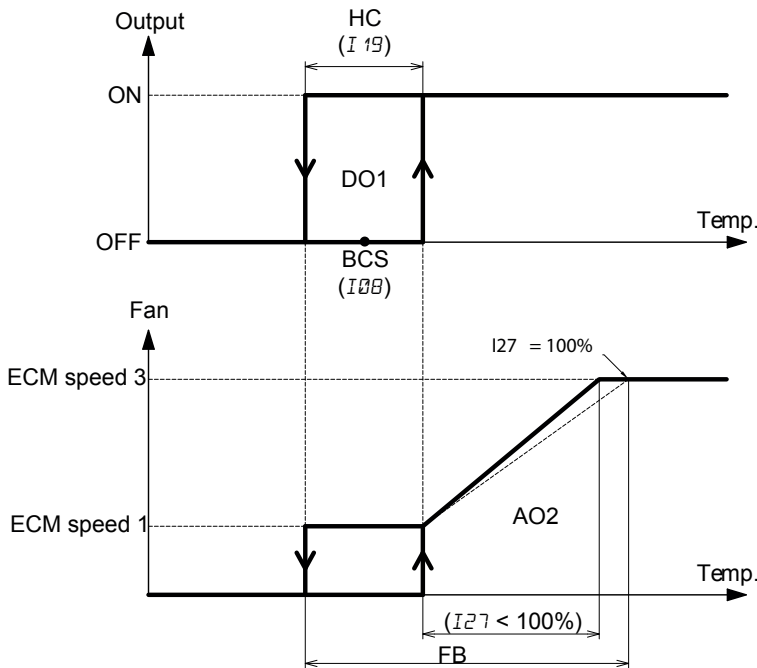 HC
Output
(I 19)
ON
DO1
Temp.
OFF
BCS
(I08)
Fan
I27 = 100%
ECM speed 3
ECM speed 1
AO2
Temp.
(I27 < 100%)
FB